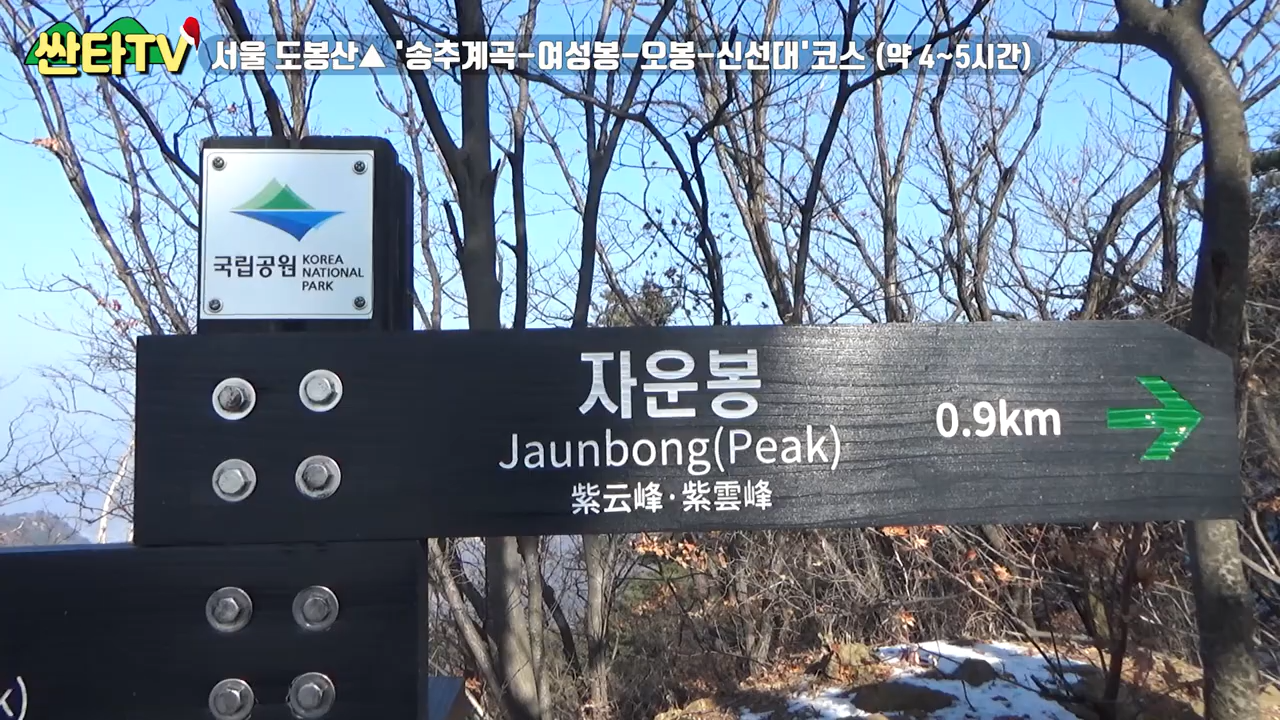 싼타TV
서울 도봉산▲ '송추계곡-여성봉-오봉-신선대'코스 (약 4~5시간)
국립공원 KOREA
NATIONAL
PARK
자운봉
Jaunbong(Peak)
0.9km
紫云峰·紫雲峰